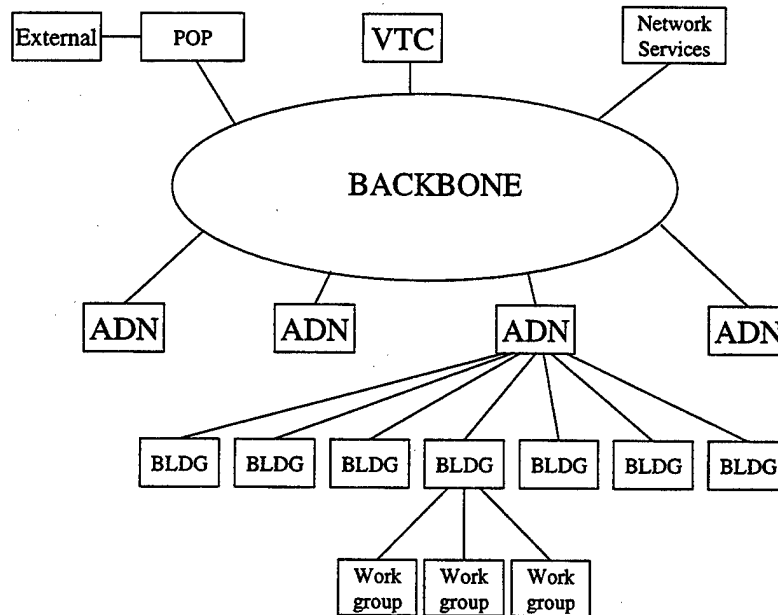 External
POP
VTC
Network
Services
BACKBONE
ADN
ADN
ADN
ADN
BLDG
BLDG
BLDG
BLDG
BLDG
BLDG
BLDG
Work
group
Work
group
Work
group